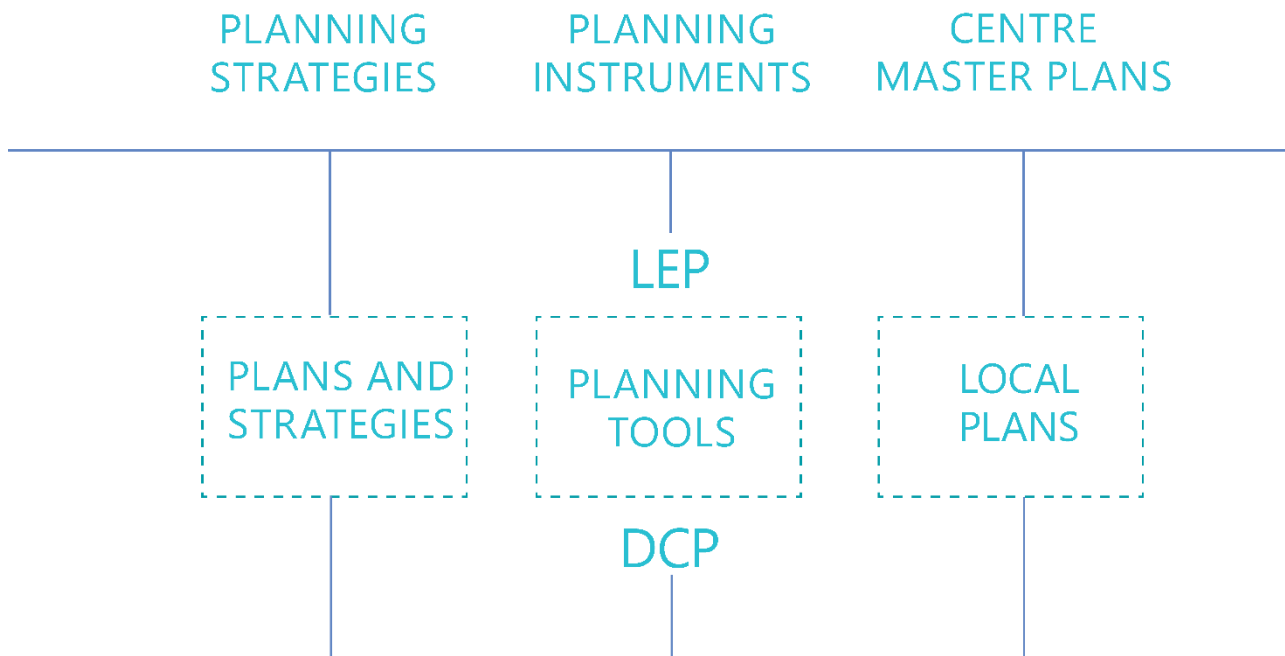 PLANNING
STRATEGIES
PLANNING
INSTRUMENTS
CENTRE
MASTER PLANS
LEP
PLANS AND
STRATEGIES
PLANNING
TOOLS
LOCAL
PLANS
DCP